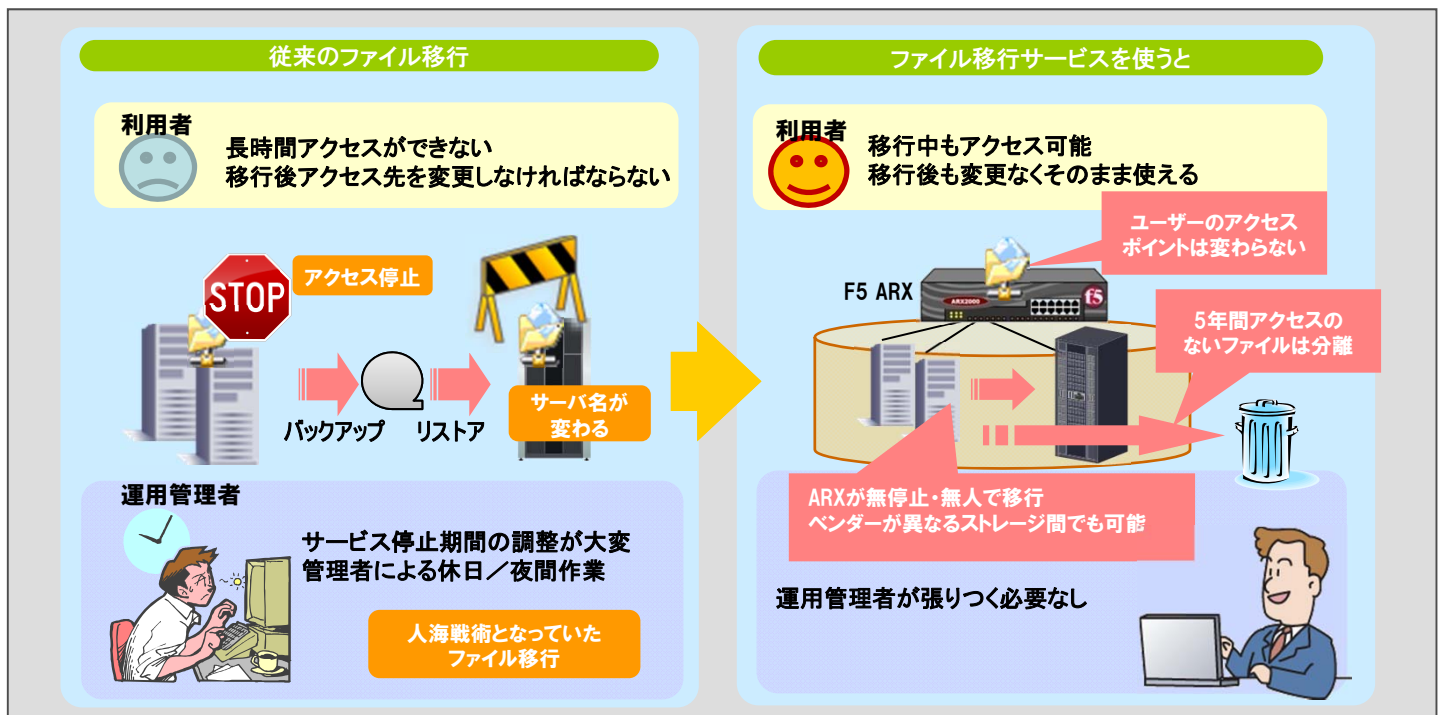 従来のファイル移行
利用者
長時間アクセスができない
移行後アクセス先を変更しなければならない
STOP
アクセス停止
バックアップ
リストア
サーバ名が
変わる
運用管理者
サービス停止期間の調整が大変
管理者による休日／夜間作業
人海戦術となっていた
ファイル移行
ファイル移行サービスを使うと
利用者
移行中もアクセス可能
移行後も変更なくそのまま使える
ユーザーのアクセス
ポイントは変わらない
F5 ARX
ARX2000
f5
5年間アクセスの
ないファイルは分離
ARXが無停止・無人で移行
ベンダーが異なるストレージ間でも可能
運用管理者が張りつく必要なし